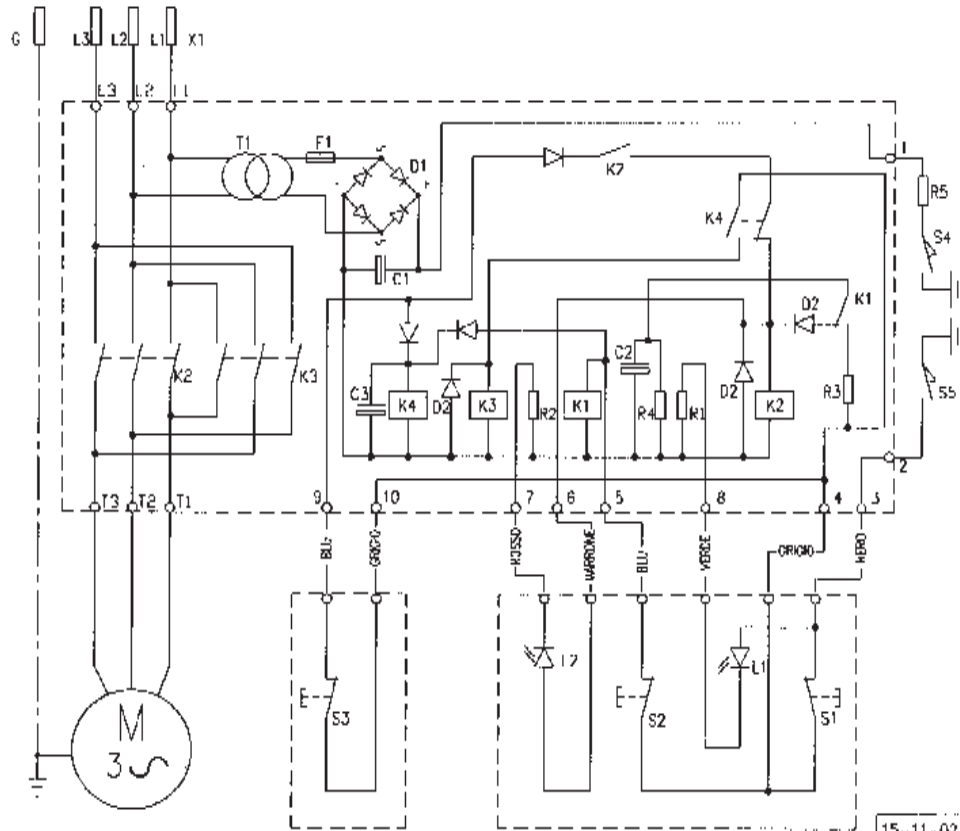 G L3 L2 L1 X1
L3 L2 L1
T1 F1 D1
K7
1
R5
K4
S4
C1
D2 K1
K2 K3
C2
C3 K4 D2 K3 R2 K1 R4 R1 D2 K2 R3
S5
2
T3 T2 T1 9 10 7 6 5 8 4 3
BLU GRIGIO ROSSO MARRONE BLU VERDE GRIGIO NERO
L2 L1
S3 S2 S1
M
3
15-11-02